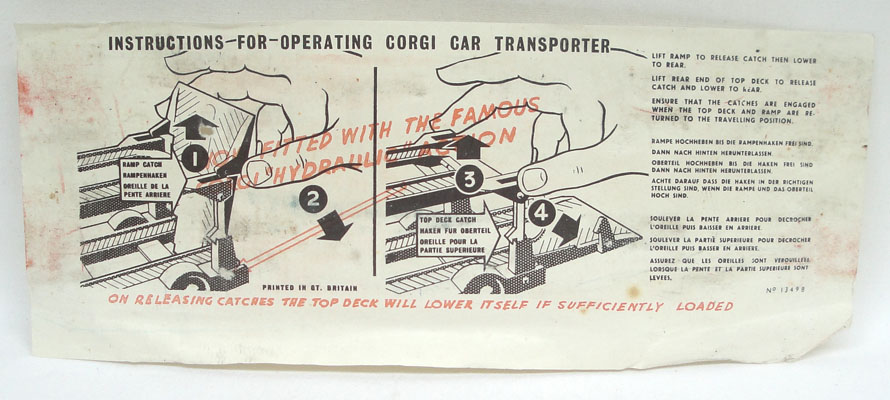 INSTRUCTIONS-FOR-OPERATING CORGI CAR TRANSPORTER
NOW FITTED WITH THE FAMOUS
CORGI "HYDRAULIC" ACTION
1
RAMP CATCH
RAMPENHAKEN
OREILLE DE LA
PENTE ARRIERE
2
PRINTED IN GT. BRITAIN
3
TOP DECK CATCH
HAKEN FUR OBERTEIL
OREILLE POUR LA
PARTIE SUPERIEURE
4
ON RELEASING CATCHES THE TOP DECK WILL LOWER ITSELF IF SUFFICIENTLY LOADED
LIFT RAMP TO RELEASE CATCH THEN LOWER
TO REAR.
LIFT REAR END OF TOP DECK TO RELEASE
CATCH AND LOWER TO REAR.
ENSURE THAT THE CATCHES ARE ENGAGED
WHEN THE TOP DECK AND RAMP ARE RE-
TURNED TO THE TRAVELLING POSITION.
RAMPE HOCHHEBEN BIS DIE RAMPENHAKEN FREI SIND.
DANN NACH HINTEN HERUNTERLASSEN.
OBERTEIL HOCHHEBEN BIS DIE HAKEN FREI SIND
DANN NACH HINTEN HERUNTERLASSEN.
ACHTE DARAUF DASS DIE HAKEN IN DER RICHTIGEN
STELLUNG SIND, WENN DIE RAMPE UND DAS OBERTEIL
HOCH SIND.
SOULEVER LA PENTE ARRIERE POUR DECROCHER
L'OREILLE PUIS BAISSER EN ARRIERE.
SOULEVER LA PARTIE SUPERIEURE POUR DECROCHER
L'OREILLE PUIS BAISSER EN ARRIERE.
ASSUREZ QUE LES OREILLES SONT VEROUILLEES
LORSQUE LA PENTE ET LA PARTIE SUPERIEURE SONT
LEVEES.
Nº 13498